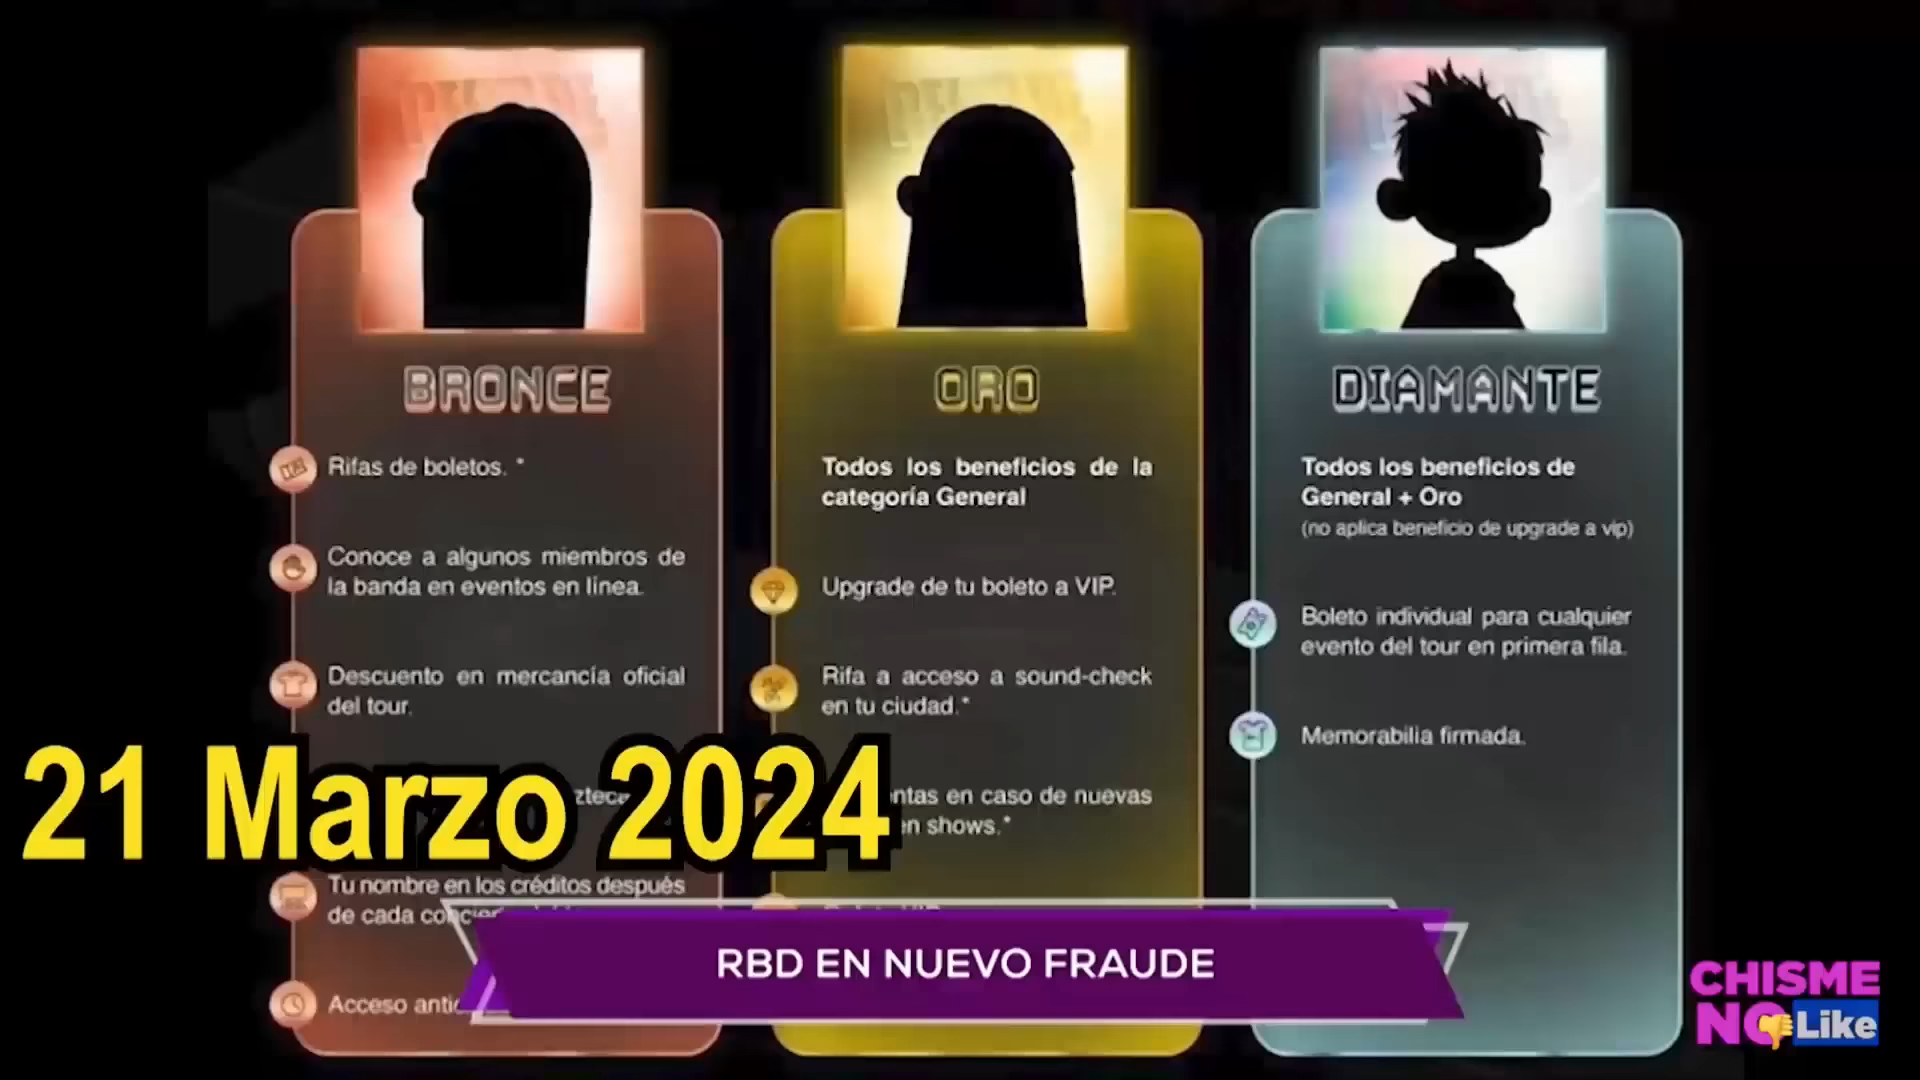 BRONCE
Rifas de boletos. *
Conoce a algunos miembros de
la banda en eventos en línea.
Descuento en mercancía oficial
del tour.
Tu nombre en los créditos después
de cada
Acceso
ORO
Todos los beneficios de la
categoría General
Upgrade de tu boleto a VIP.
Rifa a acceso a sound-check
en tu ciudad.*
en caso de nuevas
en shows.*
DIAMANTE
Todos los beneficios de
General + Oro
(no aplica beneficio de upgrade a vip)
Boleto individual para cualquier
evento del tour en primera fila.
Memorabilia firmada.
21 Marzo 2024
RBD EN NUEVO FRAUDE
CHISME
NO Like